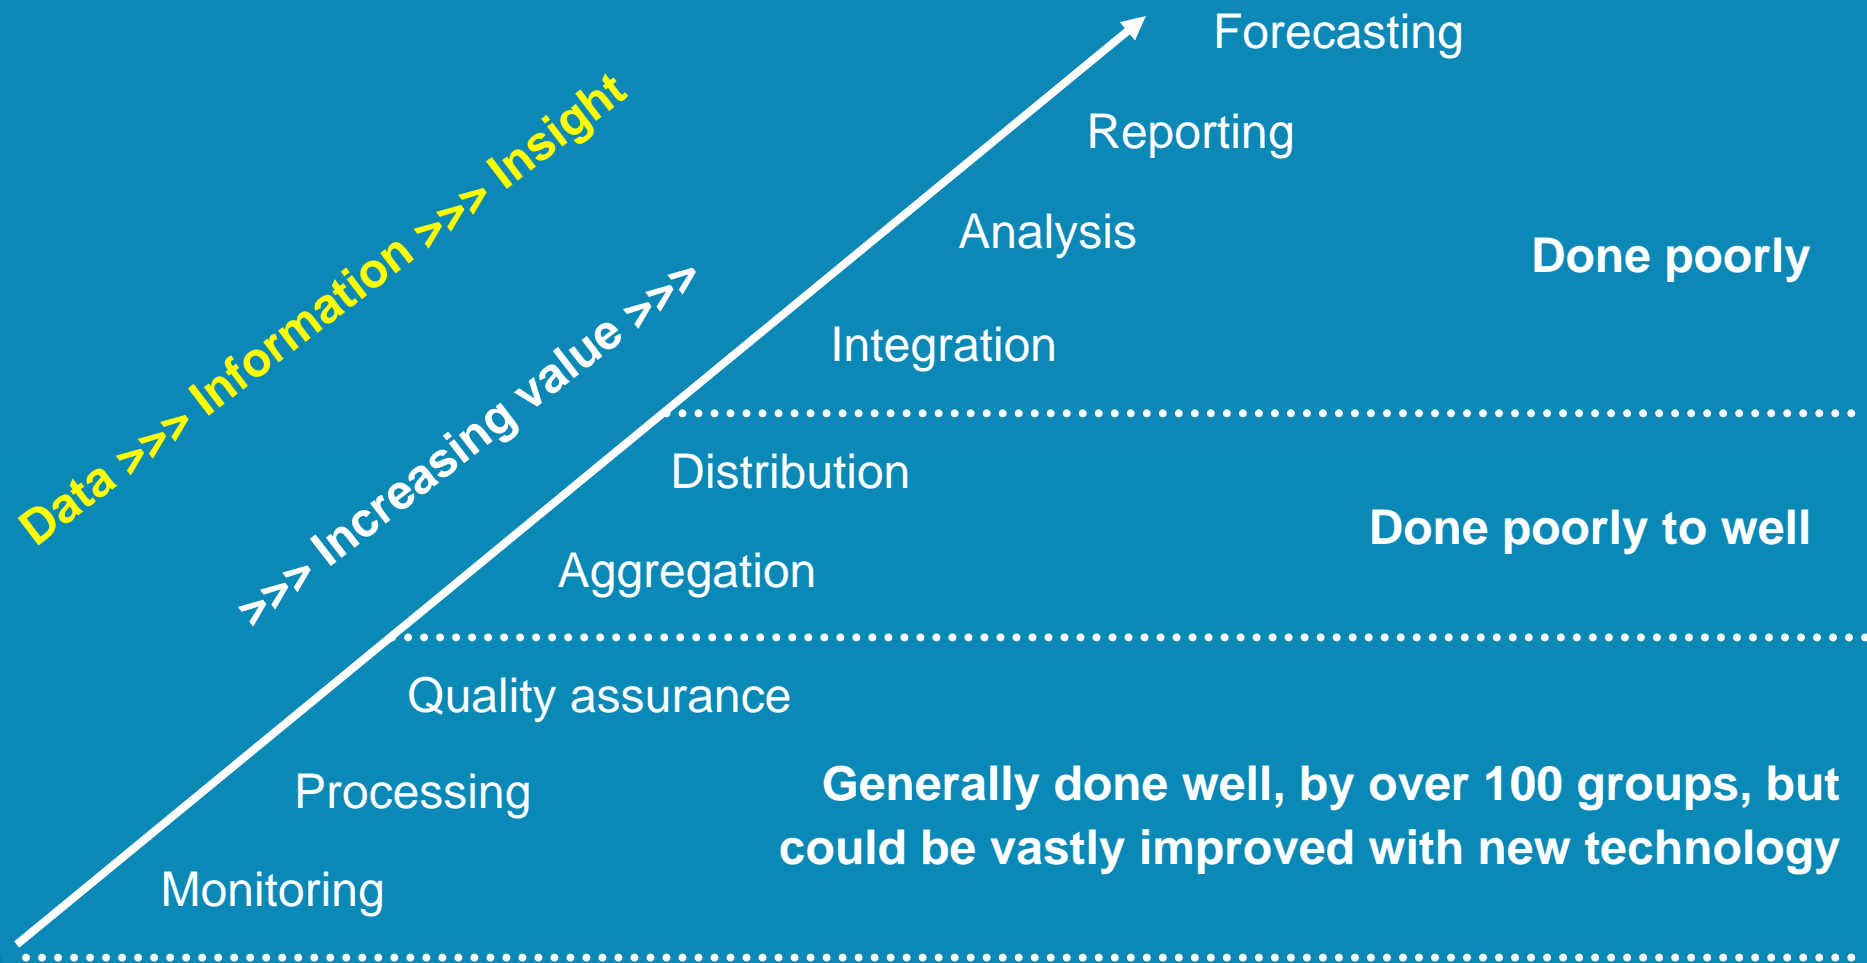 Forecasting
Reporting
Data >>> Information >>> Insight
Analysis
Done poorly
>>> Increasing value >>>
Integration
Distribution
Done poorly to well
Aggregation
Quality assurance
Processing
Generally done well, by over 100 groups, but
could be vastly improved with new technology
Monitoring